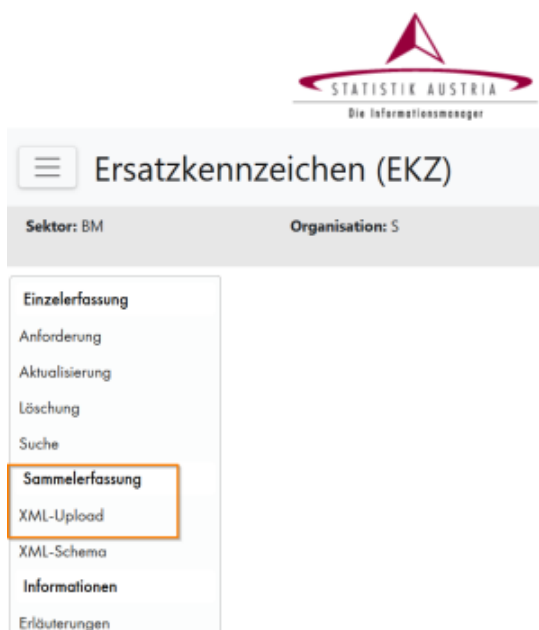 STATISTIK AUSTRIA
Die Informationsmanager
Ersatzkennzeichen (EKZ)
Sektor: BM Organisation: S
Einzelerfassung
Anforderung
Aktualisierung
Löschung
Suche
Sammelerfassung
XML-Upload
XML-Schema
Informationen
Erläuterungen